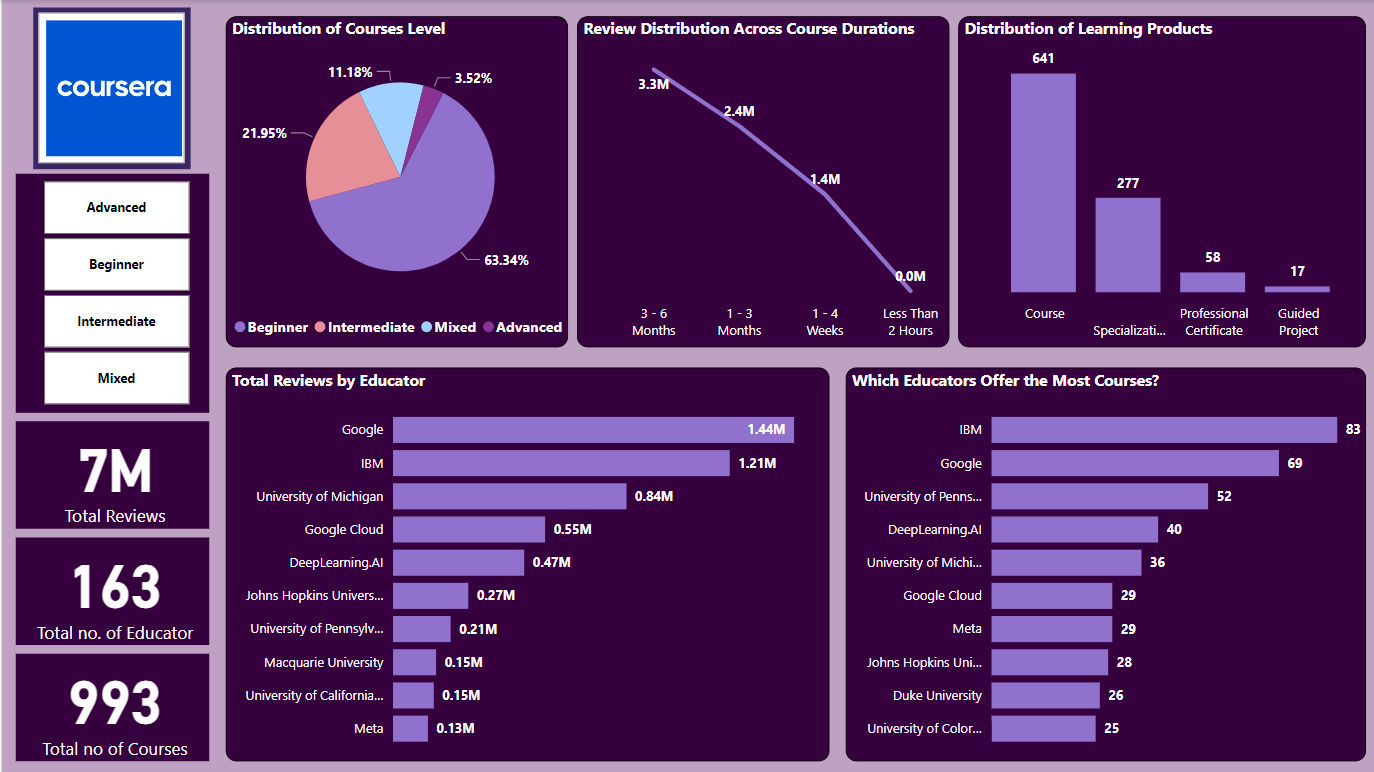 coursera
Advanced
Beginner
Intermediate
Mixed
7M
Total Reviews
163
Total no. of Educator
993
Total no of Courses
Distribution of Courses Level
11.18%
3.52%
21.95%
63.34%
Beginner Intermediate Mixed Advanced
Review Distribution Across Course Durations
3.3M
2.4M
1.4M
0.0M
3 - 6
Months
1 - 3
Months
1 - 4
Weeks
Less Than
2 Hours
Distribution of Learning Products
641
277
58
17
Course
Specializati...
Professional
Certificate
Guided
Project
Total Reviews by Educator
Google 1.44M
IBM 1.21M
University of Michigan 0.84M
Google Cloud 0.55M
DeepLearning.AI 0.47M
Johns Hopkins Univers... 0.27M
University of Pennsylv... 0.21M
Macquarie University 0.15M
University of California... 0.15M
Meta 0.13M
Which Educators Offer the Most Courses?
IBM 83
Google 69
University of Penns... 52
DeepLearning.AI 40
University of Michi... 36
Google Cloud 29
Meta 29
Johns Hopkins Uni... 28
Duke University 26
University of Color... 25